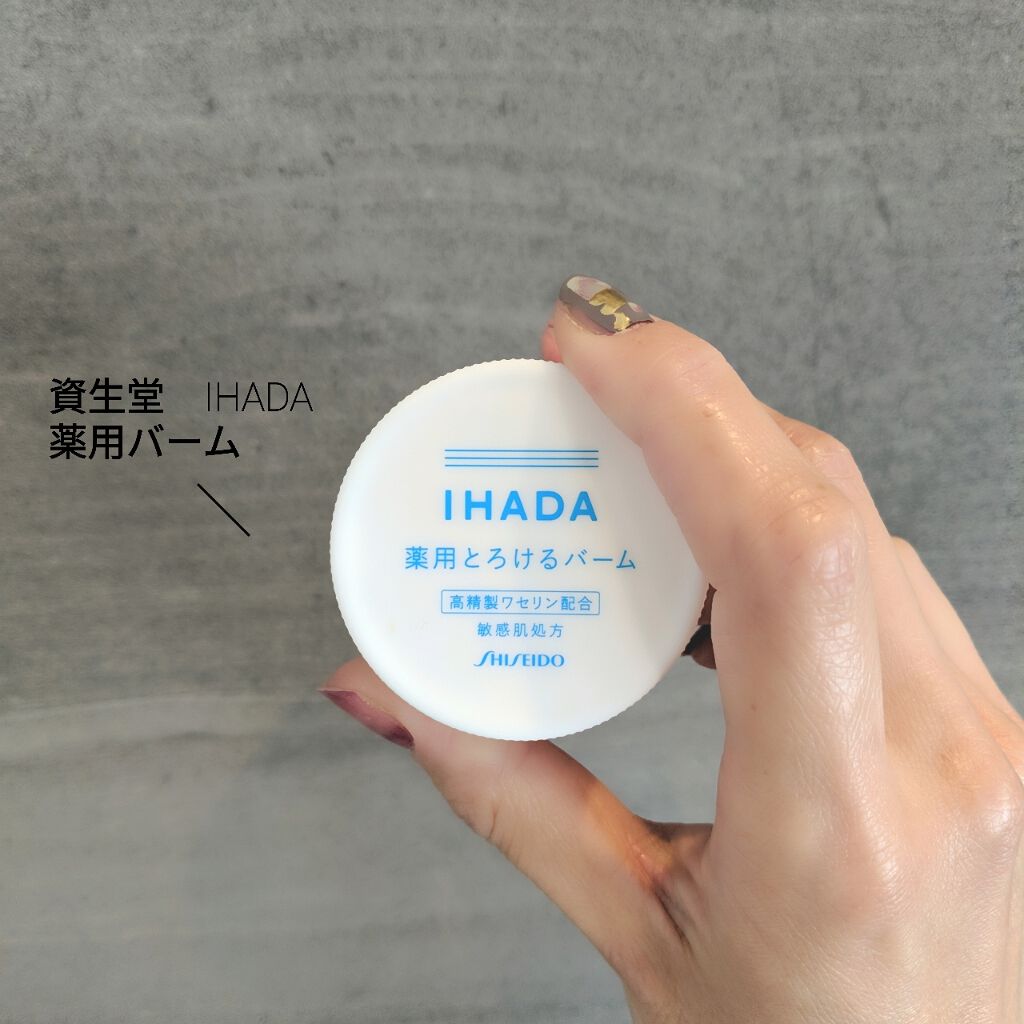 資生堂　IHADA
薬用バーム
IHADA
薬用とろけるバーム
高精製ワセリン配合
敏感肌処方
SHISEIDO